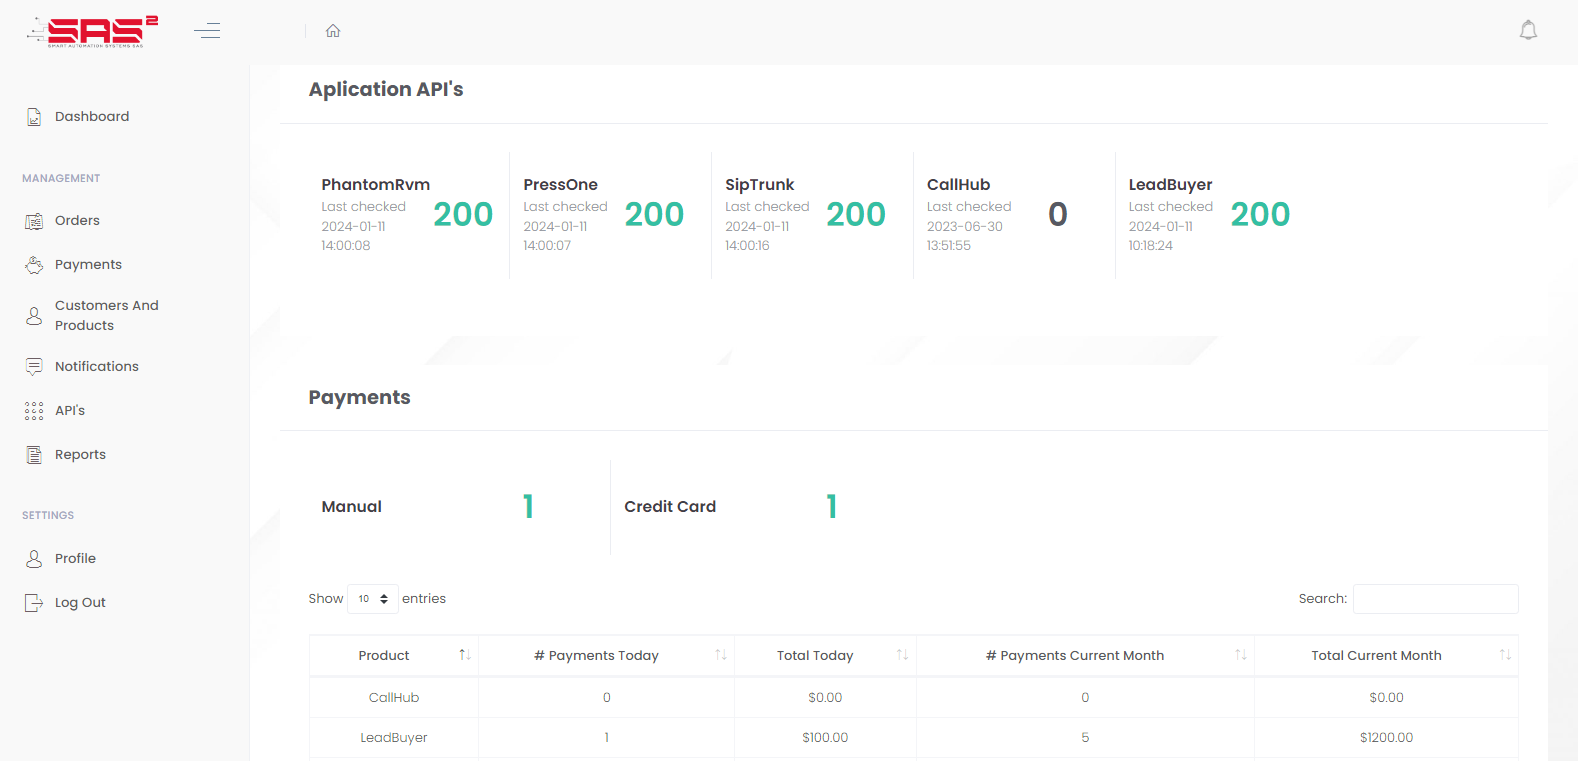 SAS2
SMART AUTOMATION SYSTEMS SAS
Dashboard
MANAGEMENT
Orders
Payments
Customers And
Products
Notifications
API's
Reports
SETTINGS
Profile
Log Out
Aplication API's
PhantomRvm
Last checked
2024-01-11
14:00:08
200
PressOne
Last checked
2024-01-11
14:00:07
200
SipTrunk
Last checked
2024-01-11
14:00:16
200
CallHub
Last checked
2023-06-30
13:51:55
0
LeadBuyer
Last checked
2024-01-11
10:18:24
200
Payments
Manual 1
Credit Card 1
Show 10 entries
Search:
Product # Payments Today Total Today # Payments Current Month Total Current Month
CallHub 0 $0.00 0 $0.00
LeadBuyer 1 $100.00 5 $1200.00